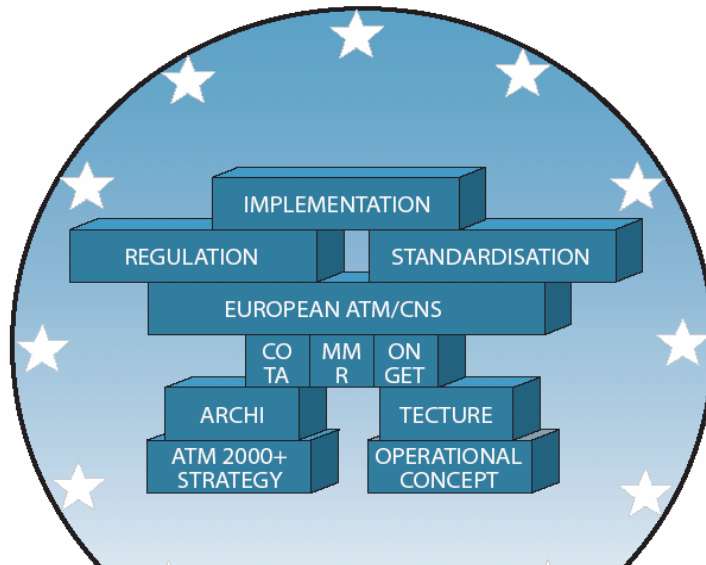 IMPLEMENTATION
REGULATION
STANDARDISATION
EUROPEAN ATM/CNS
CO
TA
MM
R
ON
GET
ARCHI
TECTURE
ATM 2000+
STRATEGY
OPERATIONAL
CONCEPT